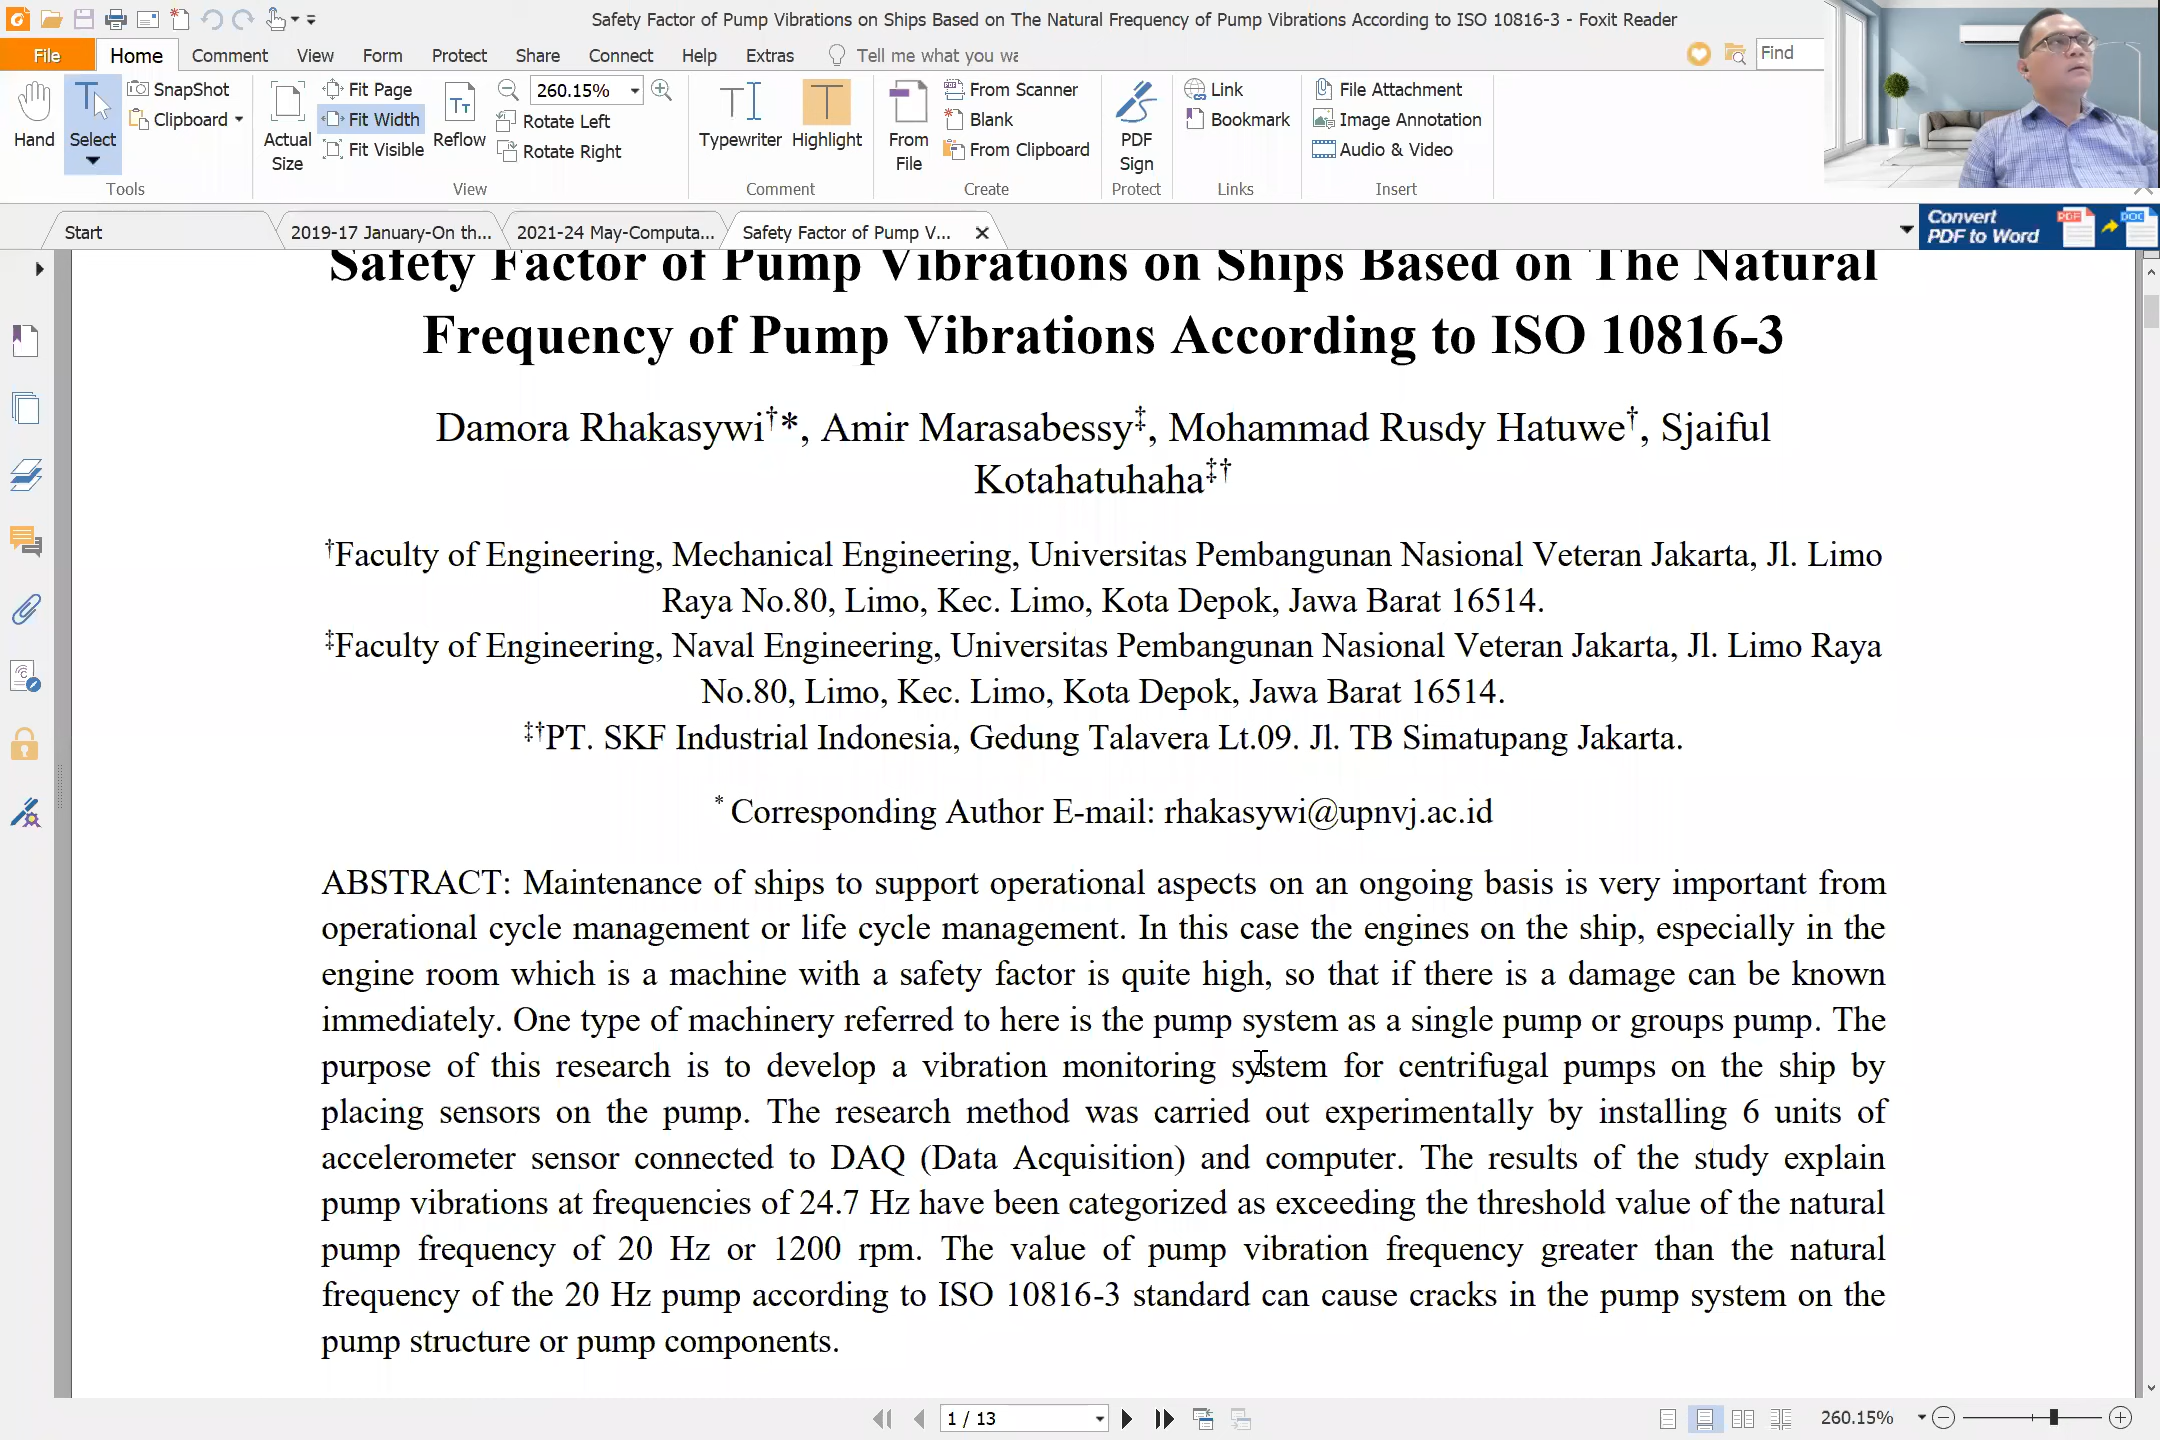 Safety Factor of Pump Vibrations on Ships Based on The Natural Frequency of Pump Vibrations According to ISO 10816-3 - Foxit Reader
File
Home
Comment
View
Form
Protect
Share
Connect
Help
Extras
Tell me what you wa
Find
Hand
Select
SnapShot
Clipboard
Tools
Actual
Size
Fit Page
Fit Width
Fit Visible
Reflow
260.15%
Rotate Left
Rotate Right
View
Typewriter
Highlight
Comment
From
File
From Scanner
Blank
From Clipboard
Create
PDF
Sign
Protect
Link
Bookmark
Links
File Attachment
Image Annotation
Audio & Video
Insert
Start
2019-17 January-On th...
2021-24 May-Computa...
Safety Factor of Pump V...
Convert
PDF to Word
PDF
DOC
Safety Factor of Pump Vibrations on Ships Based on The Natural
Frequency of Pump Vibrations According to ISO 10816-3
Damora Rhakasywi†*, Amir Marasabessy‡, Mohammad Rusdy Hatuwe†, Sjaiful
Kotahatuhaha‡†
†Faculty of Engineering, Mechanical Engineering, Universitas Pembangunan Nasional Veteran Jakarta, Jl. Limo
Raya No.80, Limo, Kec. Limo, Kota Depok, Jawa Barat 16514.
‡Faculty of Engineering, Naval Engineering, Universitas Pembangunan Nasional Veteran Jakarta, Jl. Limo Raya
No.80, Limo, Kec. Limo, Kota Depok, Jawa Barat 16514.
‡†PT. SKF Industrial Indonesia, Gedung Talavera Lt.09. Jl. TB Simatupang Jakarta.
* Corresponding Author E-mail: rhakasywi@upnvj.ac.id
ABSTRACT: Maintenance of ships to support operational aspects on an ongoing basis is very important from
operational cycle management or life cycle management. In this case the engines on the ship, especially in the
engine room which is a machine with a safety factor is quite high, so that if there is a damage can be known
immediately. One type of machinery referred to here is the pump system as a single pump or groups pump. The
purpose of this research is to develop a vibration monitoring system for centrifugal pumps on the ship by
placing sensors on the pump. The research method was carried out experimentally by installing 6 units of
accelerometer sensor connected to DAQ (Data Acquisition) and computer. The results of the study explain
pump vibrations at frequencies of 24.7 Hz have been categorized as exceeding the threshold value of the natural
pump frequency of 20 Hz or 1200 rpm. The value of pump vibration frequency greater than the natural
frequency of the 20 Hz pump according to ISO 10816-3 standard can cause cracks in the pump system on the
pump structure or pump components.
1 / 13
260.15%